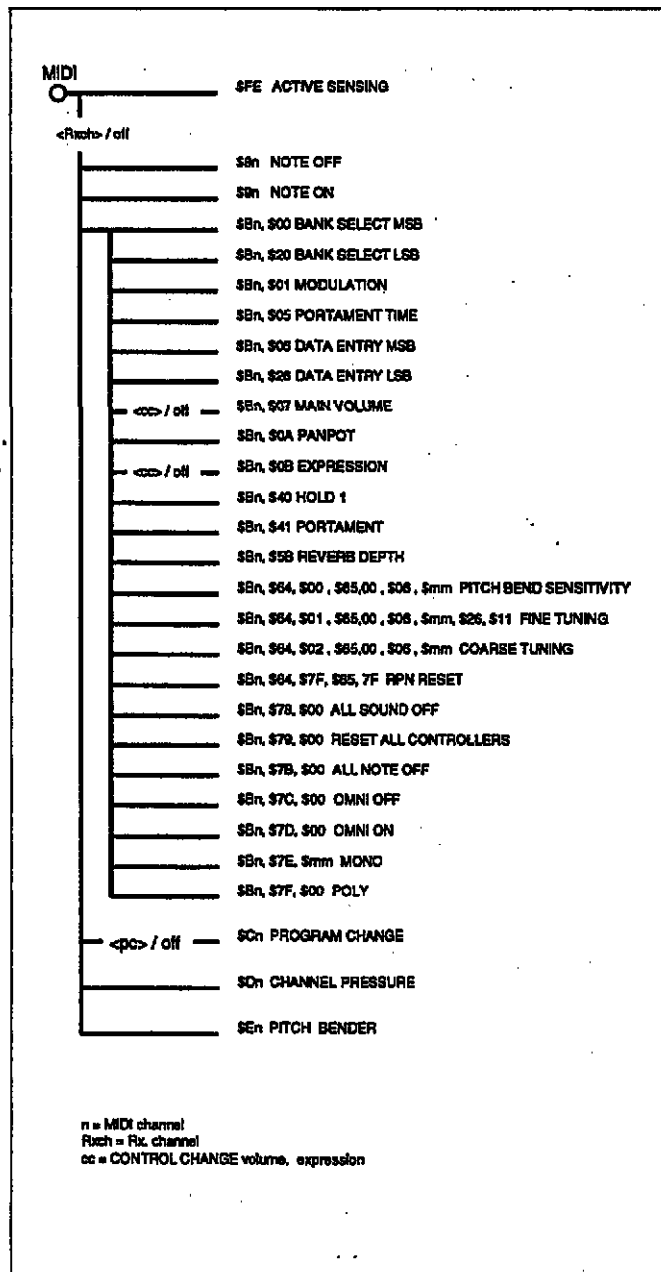 MIDI
$FE ACTIVE SENSING
<Rxch> / off
$8n NOTE OFF
$9n NOTE ON
$Bn, $00 BANK SELECT MSB
$Bn, $20 BANK SELECT LSB
$Bn, $01 MODULATION
$Bn, $05 PORTAMENT TIME
$Bn, $06 DATA ENTRY MSB
$Bn, $26 DATA ENTRY LSB
<cc> / off $Bn, $07 MAIN VOLUME
$Bn, $0A PANPOT
<cc> / off $Bn, $0B EXPRESSION
$Bn, $40 HOLD 1
$Bn, $41 PORTAMENT
$Bn, $5B REVERB DEPTH
$Bn, $64, $00 , $65,00 , $06 , $mm PITCH BEND SENSITIVITY
$Bn, $64, $01 , $65,00 , $06 , $mm, $26, $11 FINE TUNING
$Bn, $64, $02 , $65,00 , $06 , $mm COARSE TUNING
$Bn, $64, $7F, $65, 7F RPN RESET
$Bn, $78, $00 ALL SOUND OFF
$Bn, $79, $00 RESET ALL CONTROLLERS
$Bn, $7B, $00 ALL NOTE OFF
$Bn, $7C, $00 OMNI OFF
$Bn, $7D, $00 OMNI ON
$Bn, $7E, $mm MONO
$Bn, $7F, $00 POLY
<pc> / off $Cn PROGRAM CHANGE
$Dn CHANNEL PRESSURE
$En PITCH BENDER
n = MIDI channel
Rxch = Rx. channel
cc = CONTROL CHANGE volume, expression